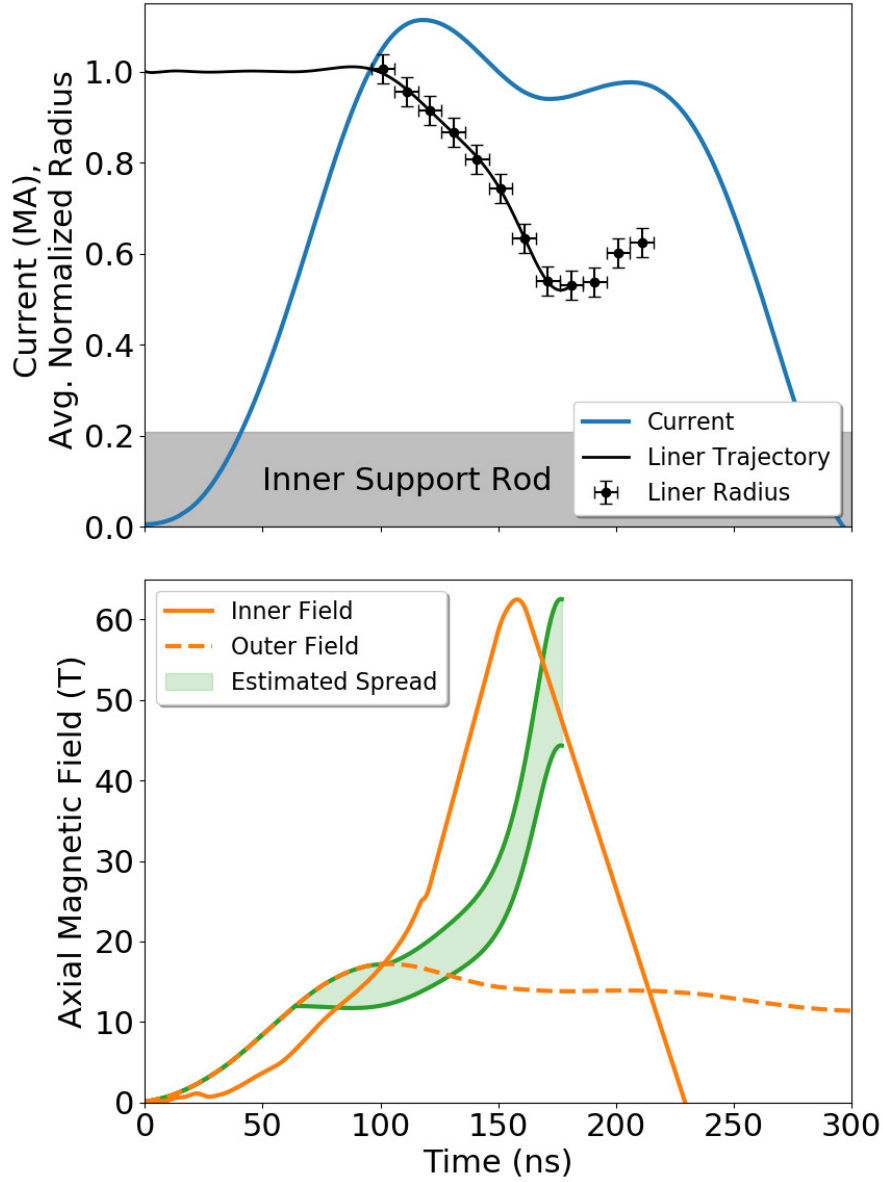 Current (MA),
Avg. Normalized Radius
1.0
0.8
0.6
0.4
0.2
0.0
Inner Support Rod
Current
Liner Trajectory
Liner Radius
Axial Magnetic Field (T)
60
50
40
30
20
10
0
Inner Field
Outer Field
Estimated Spread
0 50 100 150 200 250 300
Time (ns)